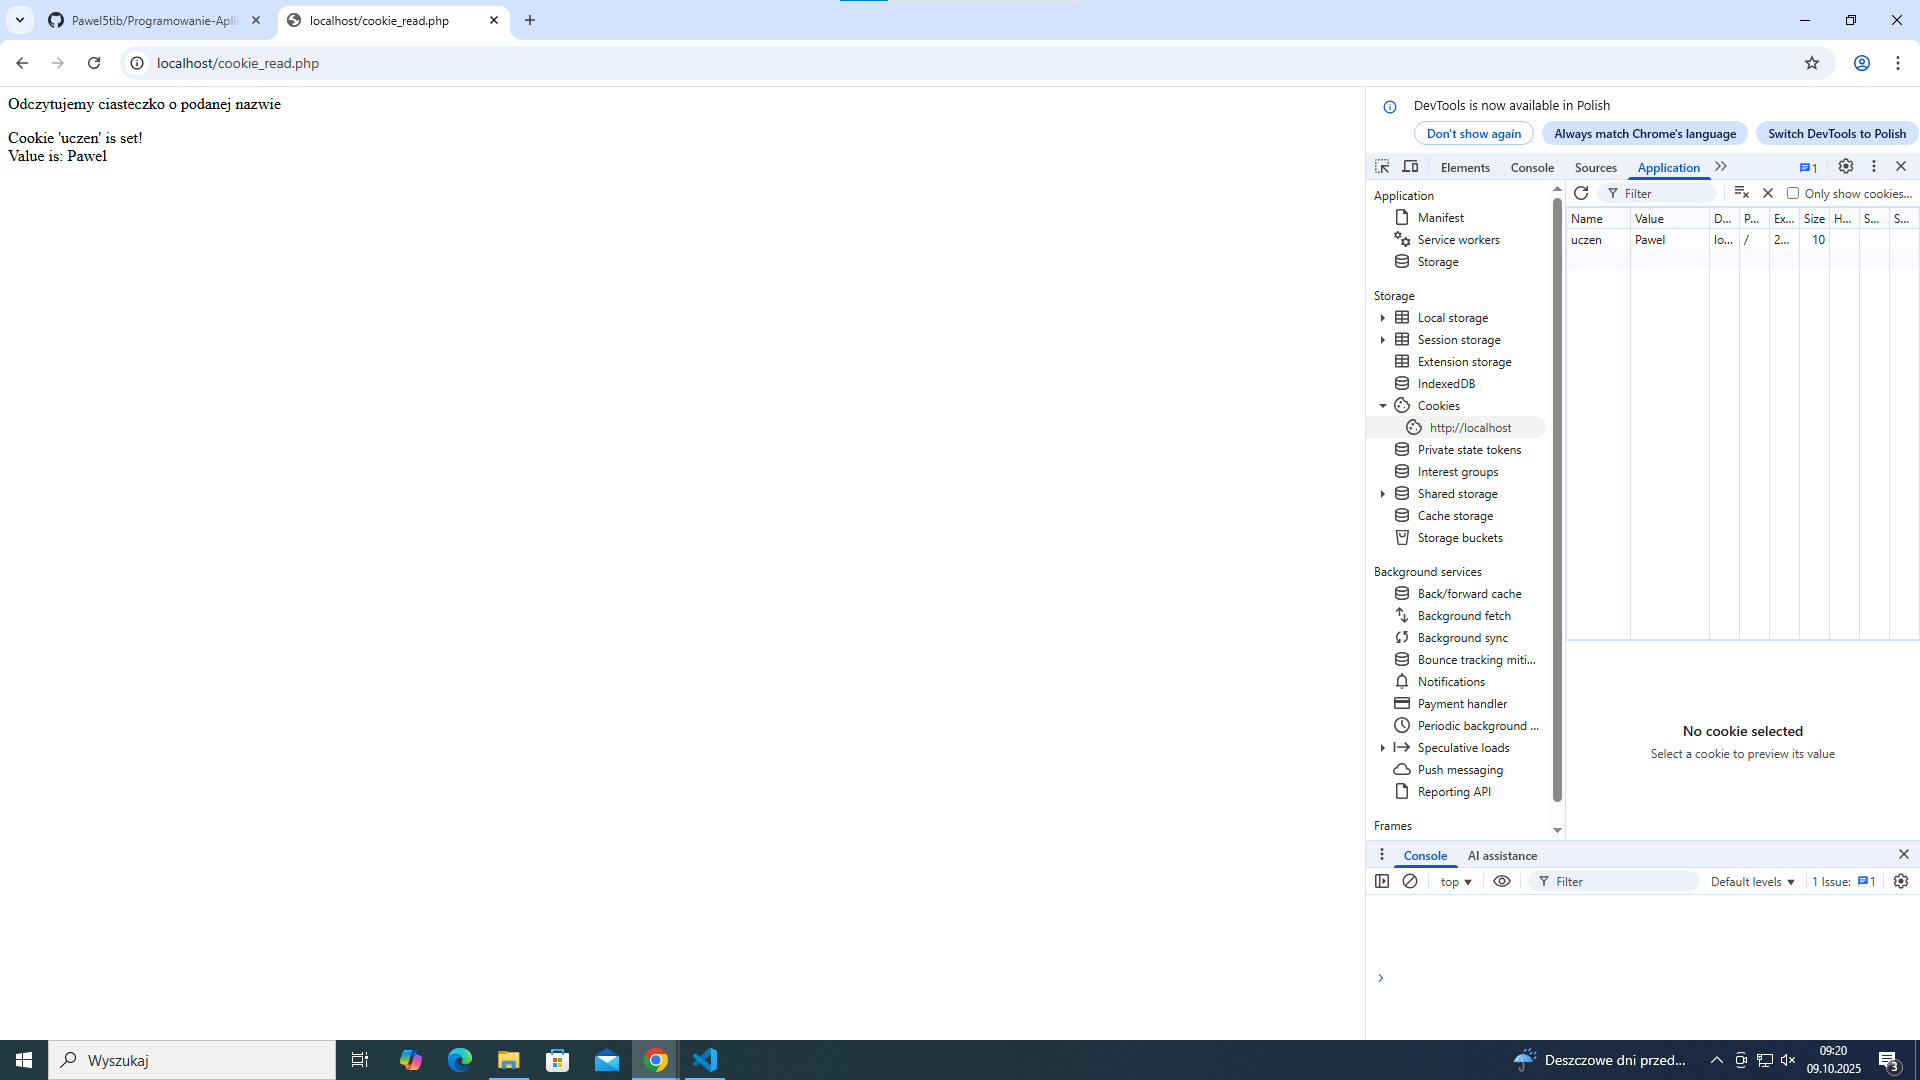 Pawel5tib/Programowanie-Apli
localhost/cookie_read.php
localhost/cookie_read.php
Odczytujemy ciasteczko o podanej nazwie
Cookie 'uczen' is set!
Value is: Pawel
DevTools is now available in Polish
Don't show again
Always match Chrome's language
Switch DevTools to Polish
Elements
Console
Sources
Application
1
Filter
Only show cookies...
Application
Manifest
Service workers
Storage
Storage
Local storage
Session storage
Extension storage
IndexedDB
Cookies
http://localhost
Private state tokens
Interest groups
Shared storage
Cache storage
Storage buckets
Background services
Back/forward cache
Background fetch
Background sync
Bounce tracking miti...
Notifications
Payment handler
Periodic background ...
Speculative loads
Push messaging
Reporting API
Frames
Name Value D... P... Ex... Size H... S... S...
uczen Pawel lo... / 2... 10
No cookie selected
Select a cookie to preview its value
Console
AI assistance
top
Filter
Default levels
1 Issue: 1
Wyszukaj
Deszczowe dni przed...
09:20
09.10.2025
3